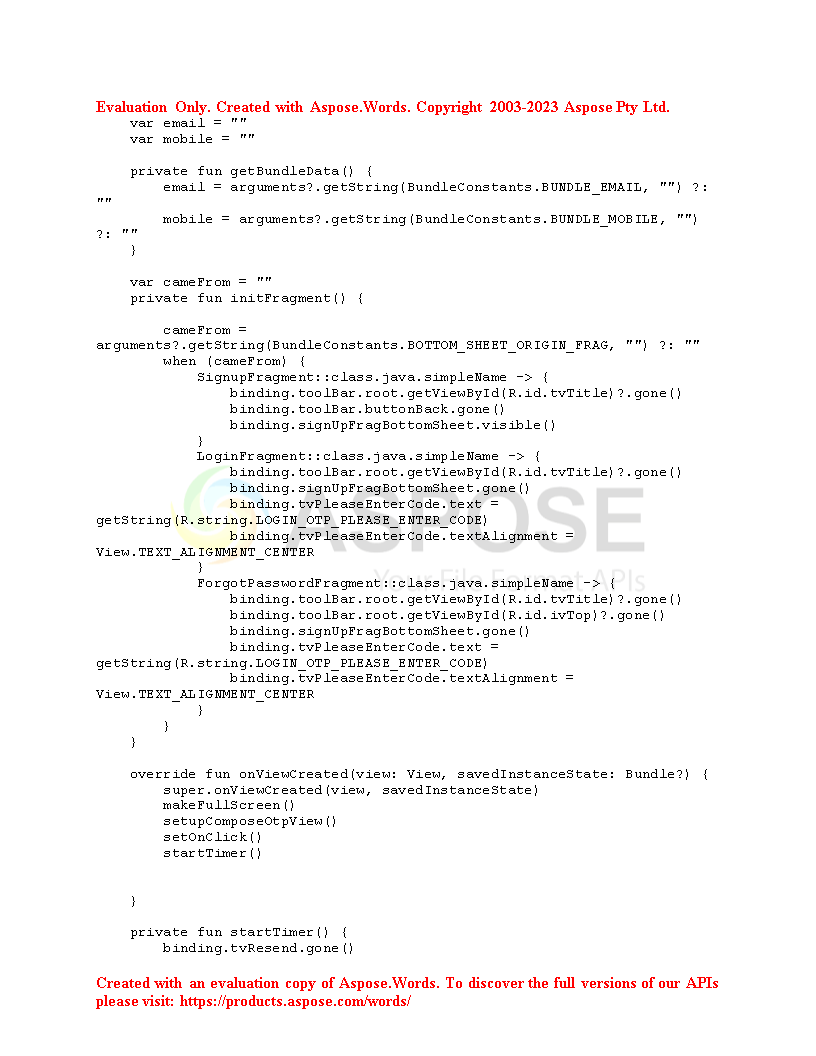 Evaluation Only. Created with Aspose.Words. Copyright 2003-2023 Aspose Pty Ltd.
    var email = ""
    var mobile = ""

    private fun getBundleData() {
        email = arguments?.getString(BundleConstants.BUNDLE_EMAIL, "") ?:
""
        mobile = arguments?.getString(BundleConstants.BUNDLE_MOBILE, "")
?: ""
    }

    var cameFrom = ""
    private fun initFragment() {

        cameFrom =
arguments?.getString(BundleConstants.BOTTOM_SHEET_ORIGIN_FRAG, "") ?: ""
        when (cameFrom) {
            SignupFragment::class.java.simpleName -> {
                binding.toolBar.root.getViewById(R.id.tvTitle)?.gone()
                binding.toolBar.buttonBack.gone()
                binding.signUpFragBottomSheet.visible()
            }
            LoginFragment::class.java.simpleName -> {
                binding.toolBar.root.getViewById(R.id.tvTitle)?.gone()
                binding.signUpFragBottomSheet.gone()
                binding.tvPleaseEnterCode.text =
getString(R.string.LOGIN_OTP_PLEASE_ENTER_CODE)
                binding.tvPleaseEnterCode.textAlignment =
View.TEXT_ALIGNMENT_CENTER
            }
            ForgotPasswordFragment::class.java.simpleName -> {
                binding.toolBar.root.getViewById(R.id.tvTitle)?.gone()
                binding.toolBar.root.getViewById(R.id.ivTop)?.gone()
                binding.signUpFragBottomSheet.gone()
                binding.tvPleaseEnterCode.text =
getString(R.string.LOGIN_OTP_PLEASE_ENTER_CODE)
                binding.tvPleaseEnterCode.textAlignment =
View.TEXT_ALIGNMENT_CENTER
            }
        }
    }

    override fun onViewCreated(view: View, savedInstanceState: Bundle?) {
        super.onViewCreated(view, savedInstanceState)
        makeFullScreen()
        setupComposeOtpView()
        setOnClick()
        startTimer()


    }

    private fun startTimer() {
        binding.tvResend.gone()
ASPOSE
Your File Format APIs
Created with an evaluation copy of Aspose.Words. To discover the full versions of our APIs
please visit: https://products.aspose.com/words/